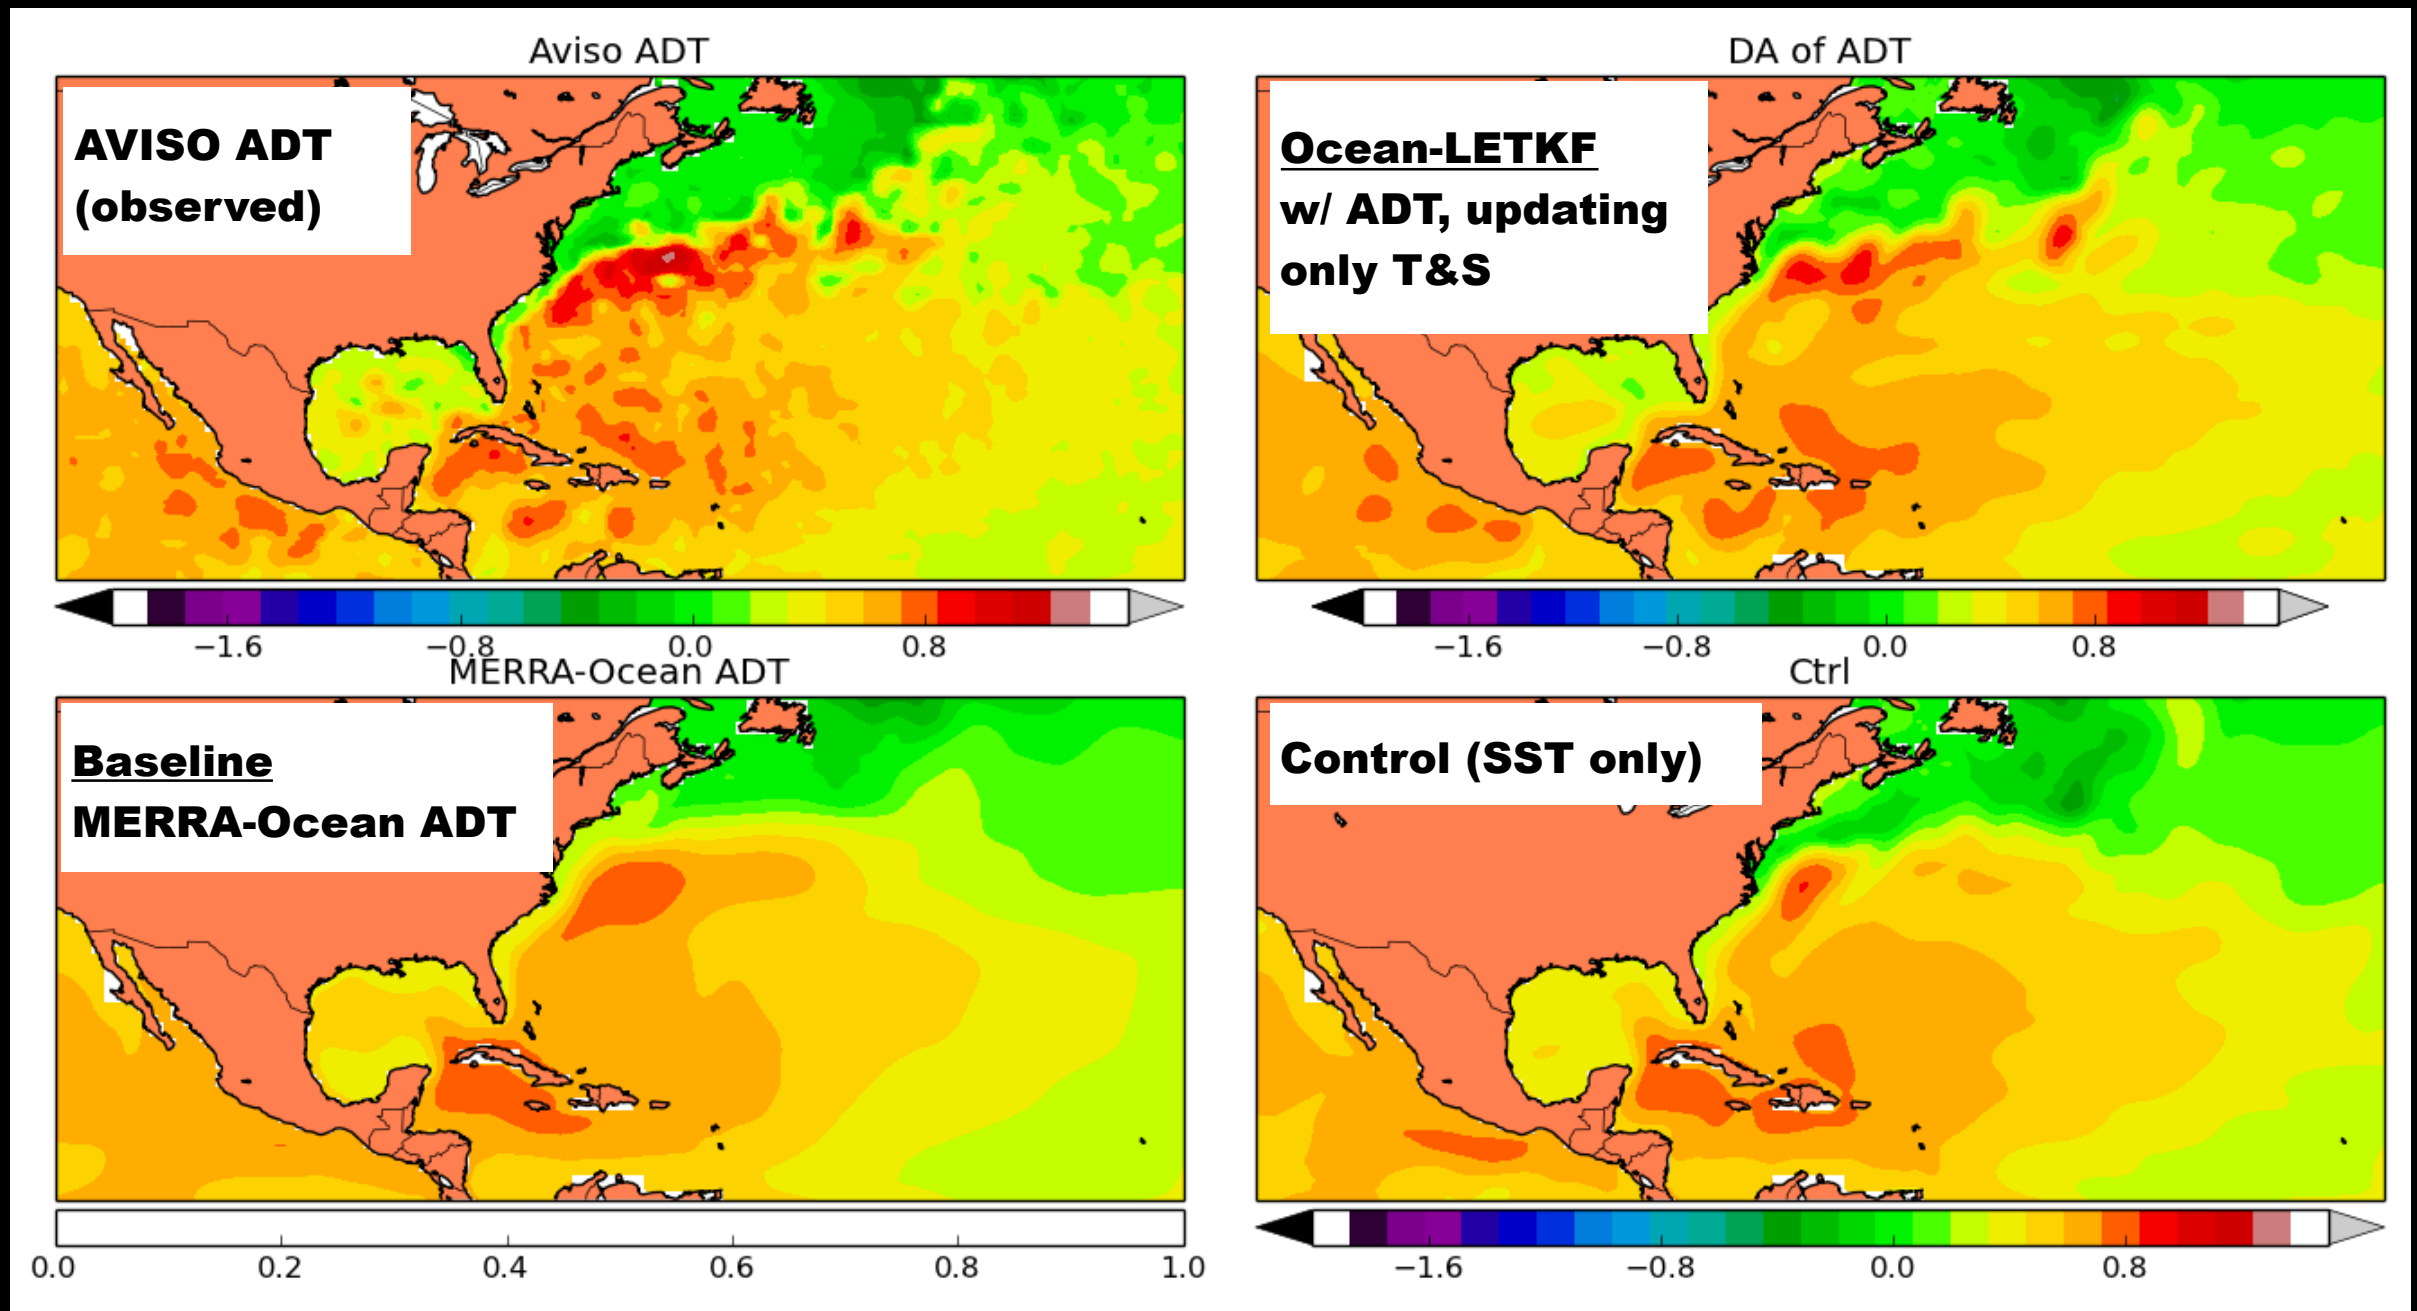 Aviso ADT
AVISO ADT
(observed)
−1.6 −0.8 0.0 0.8
DA of ADT
Ocean-LETKF
w/ ADT, updating
only T&S
−1.6 −0.8 0.0 0.8
MERRA-Ocean ADT
Baseline
MERRA-Ocean ADT
0.0 0.2 0.4 0.6 0.8 1.0
Ctrl
Control (SST only)
−1.6 −0.8 0.0 0.8